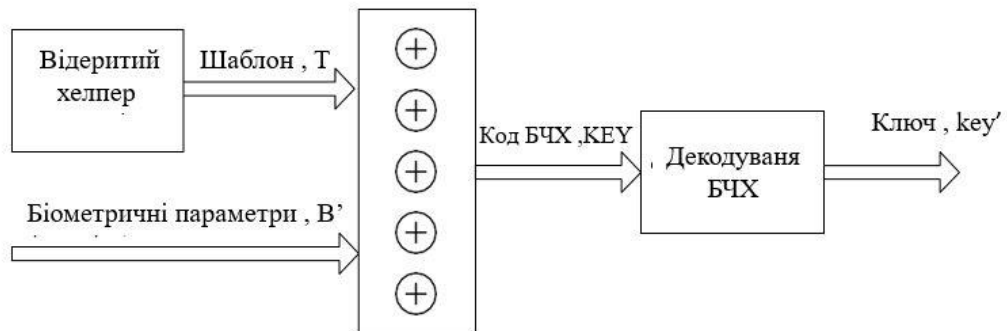 Відеритий
хелпер
Шаблон , Т
Біометричні параметри , В’
Код БЧХ ,KEY
Декодуваня
БЧХ
Ключ , key′